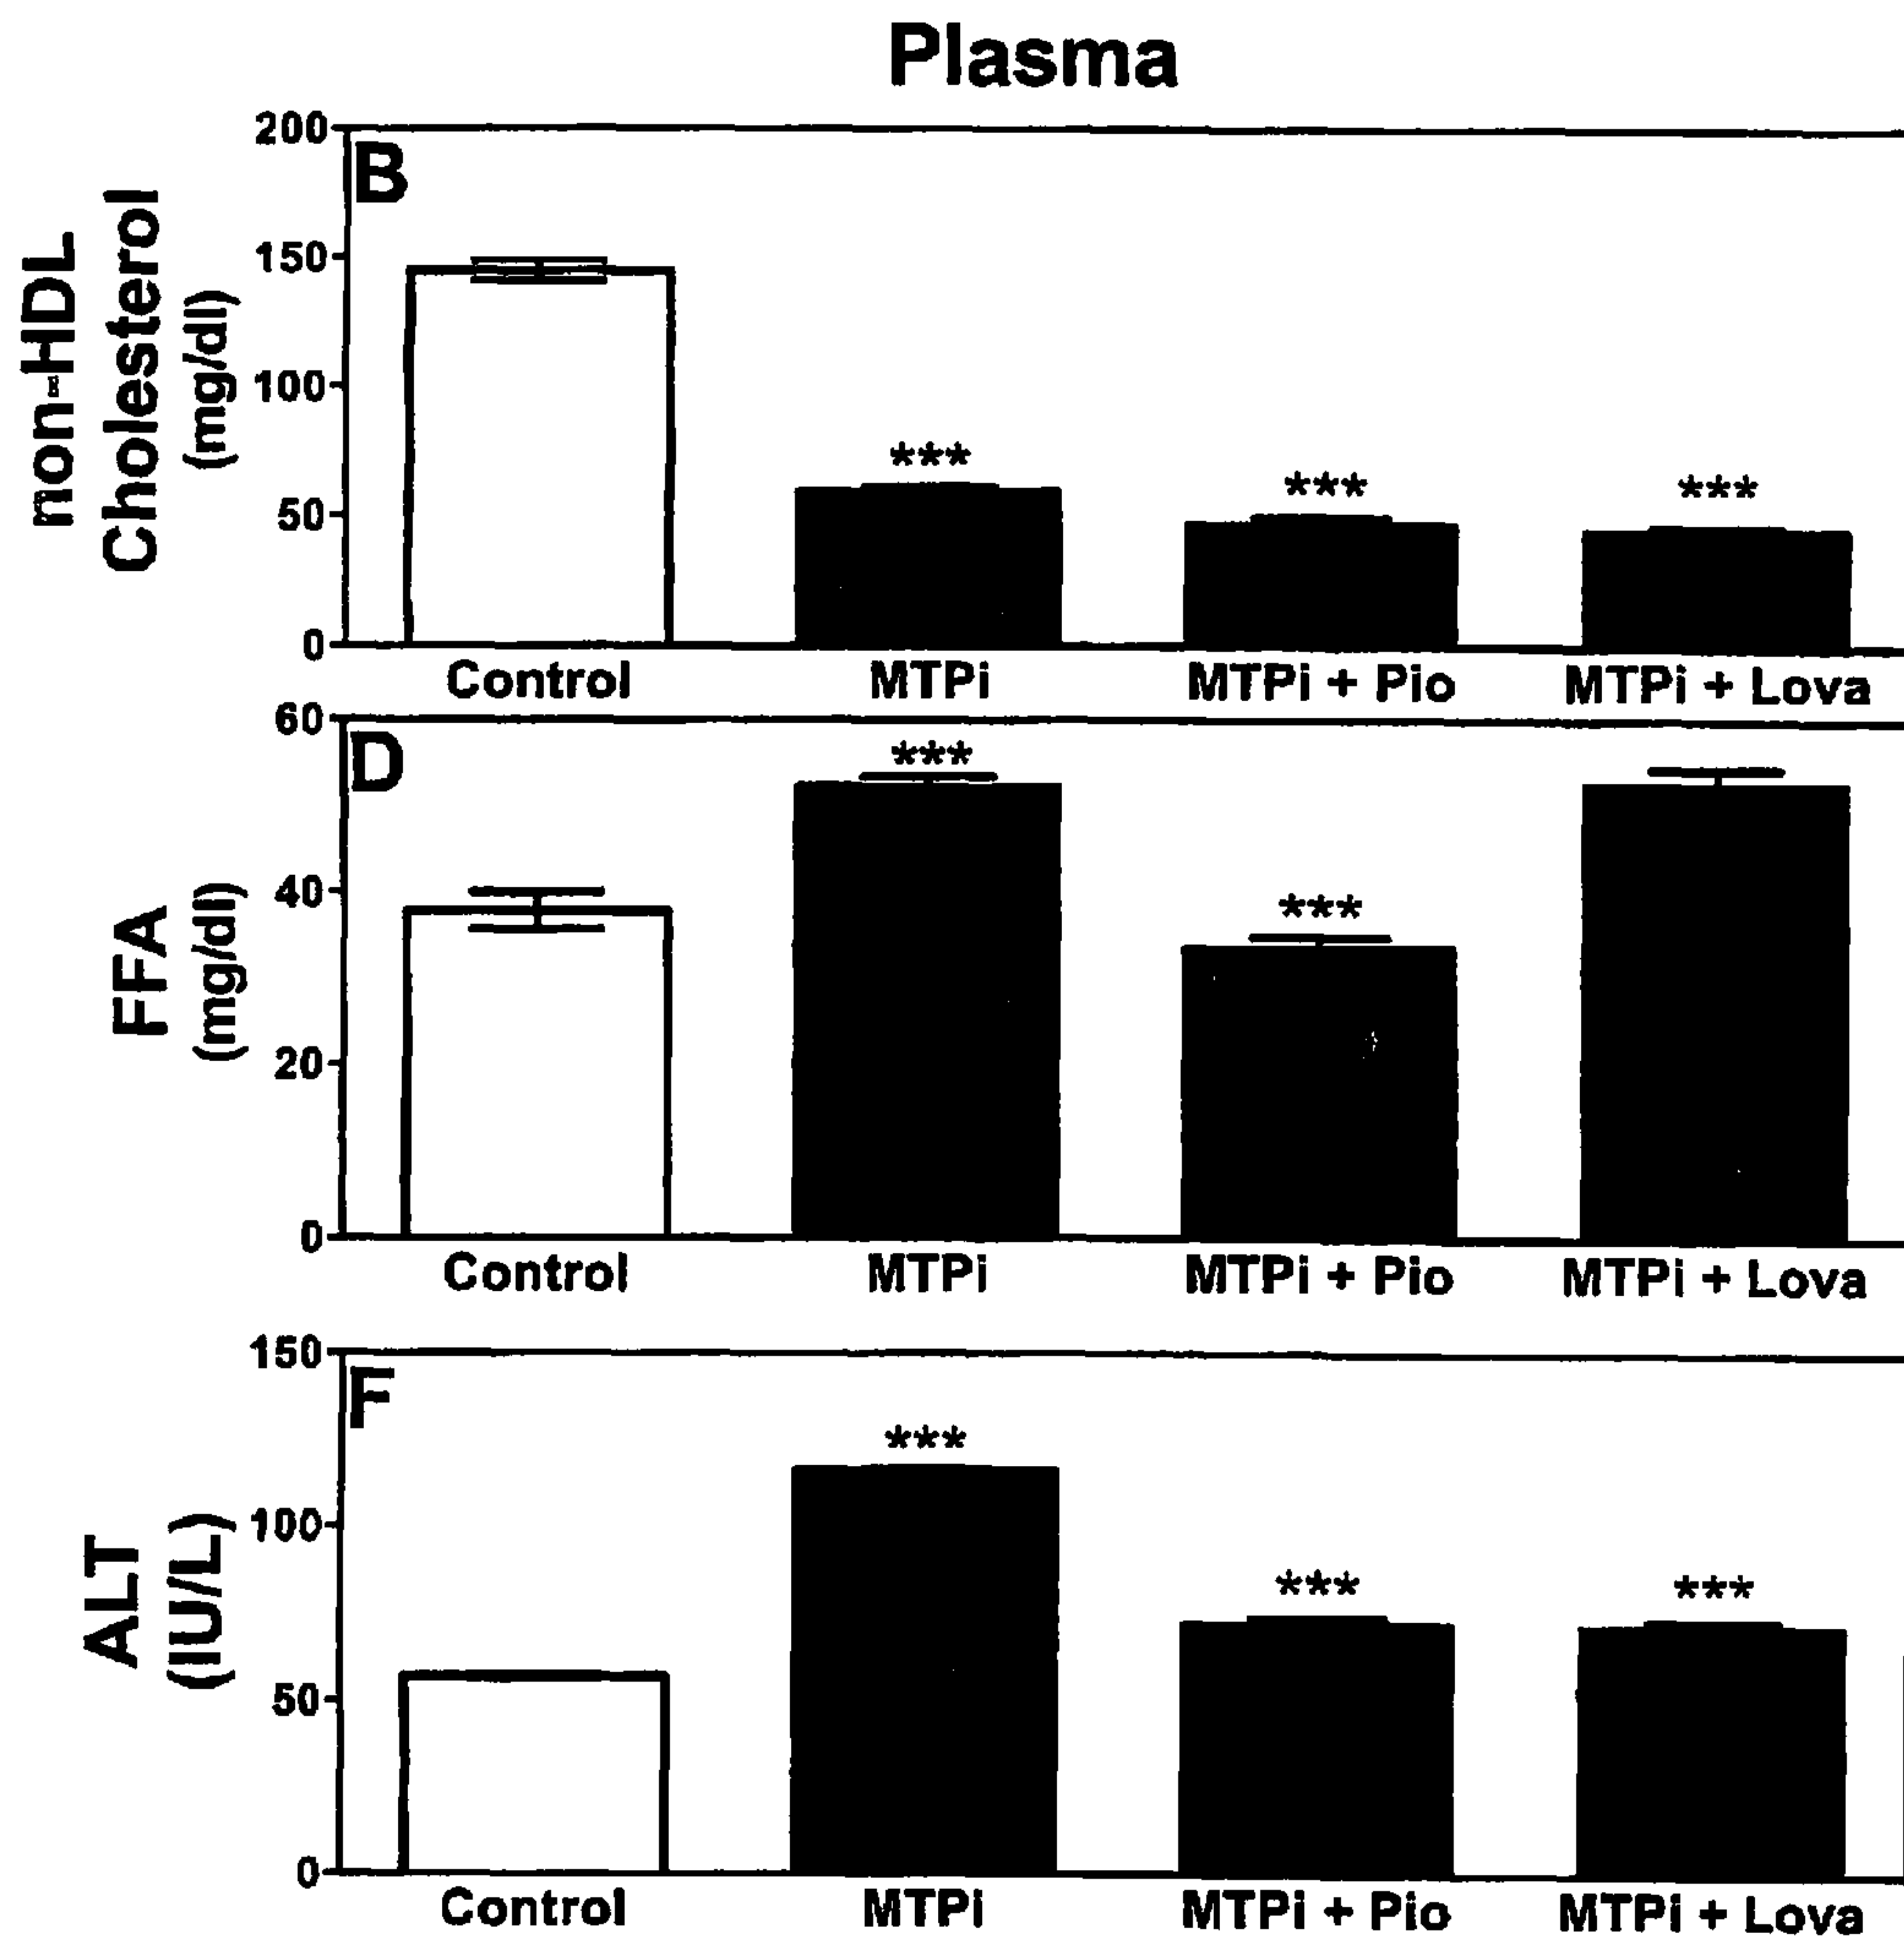 Plasma
B
non-HDL
Cholesterol
(mg/dl)
200
150
100
50
0
***
***
***
Control
MTPi
MTPi + Pio
MTPi + Lova
D
FFA
(mg/dl)
60
40
20
0
***
***
Control
MTPi
MTPi + Pio
MTPi + Lova
F
ALT
(IU/L)
150
100
50
0
***
***
***
Control
MTPi
MTPi + Pio
MTPi + Lova